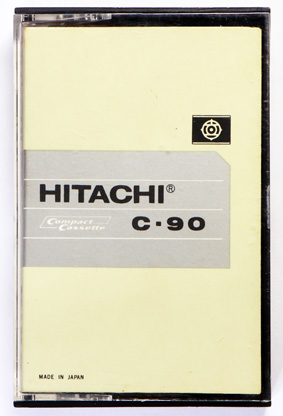 HITACHI®
Compact
Cassette
C·90
MADE IN JAPAN